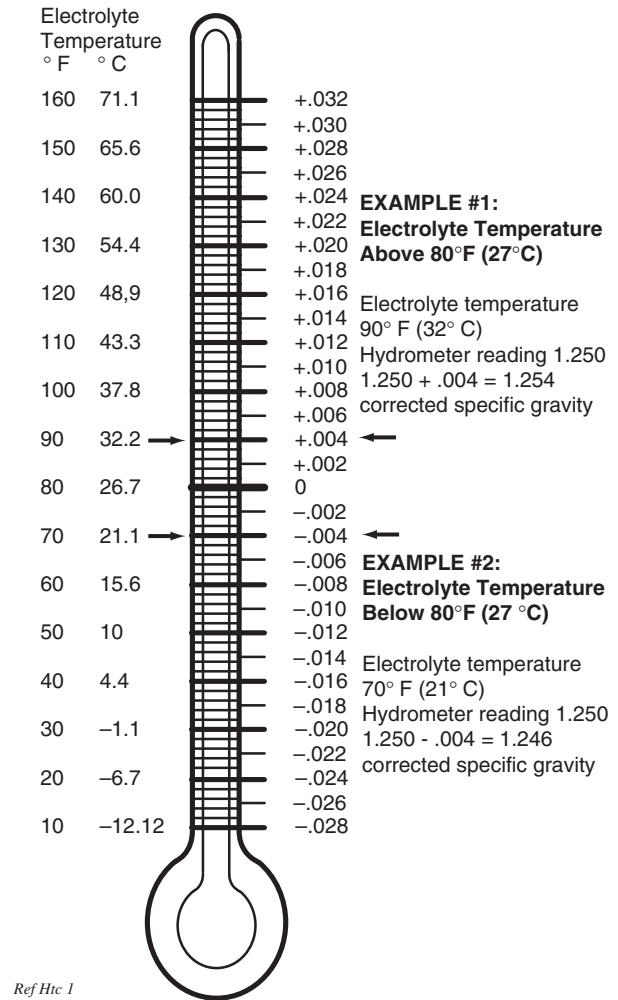 Electrolyte
Temperature
° F ° C
160 71.1 +.032
+.030
150 65.6 +.028
+.026
140 60.0 +.024
+.022
130 54.4 +.020
+.018
120 48,9 +.016
+.014
110 43.3 +.012
+.010
100 37.8 +.008
+.006
90 32.2 +.004
+.002
80 26.7 0
–.002
70 21.1 –.004
–.006
60 15.6 –.008
–.010
50 10 –.012
–.014
40 4.4 –.016
–.018
30 –1.1 –.020
–.022
20 –6.7 –.024
–.026
10 –12.12 –.028
EXAMPLE #1:
Electrolyte Temperature
Above 80°F (27°C)
Electrolyte temperature
90° F (32° C)
Hydrometer reading 1.250
1.250 + .004 = 1.254
corrected specific gravity
EXAMPLE #2:
Electrolyte Temperature
Below 80°F (27 °C)
Electrolyte temperature
70° F (21° C)
Hydrometer reading 1.250
1.250 - .004 = 1.246
corrected specific gravity
Ref Htc 1